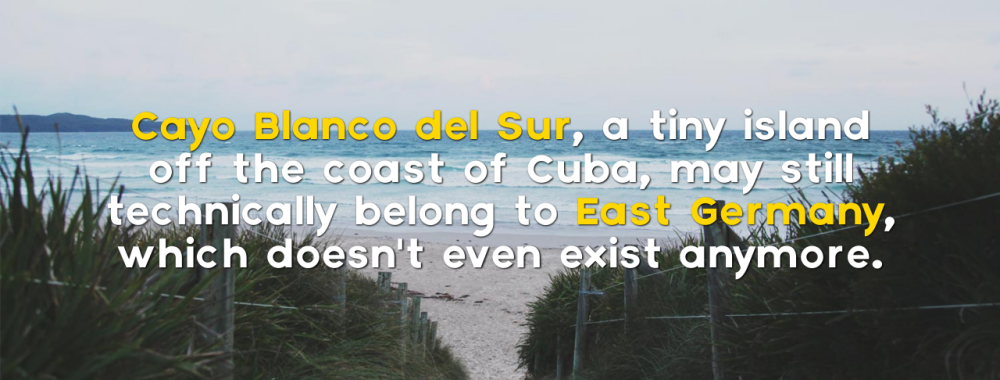 Cayo Blanco del Sur, a tiny island
off the coast of Cuba, may still
technically belong to East Germany,
which doesn't even exist anymore.